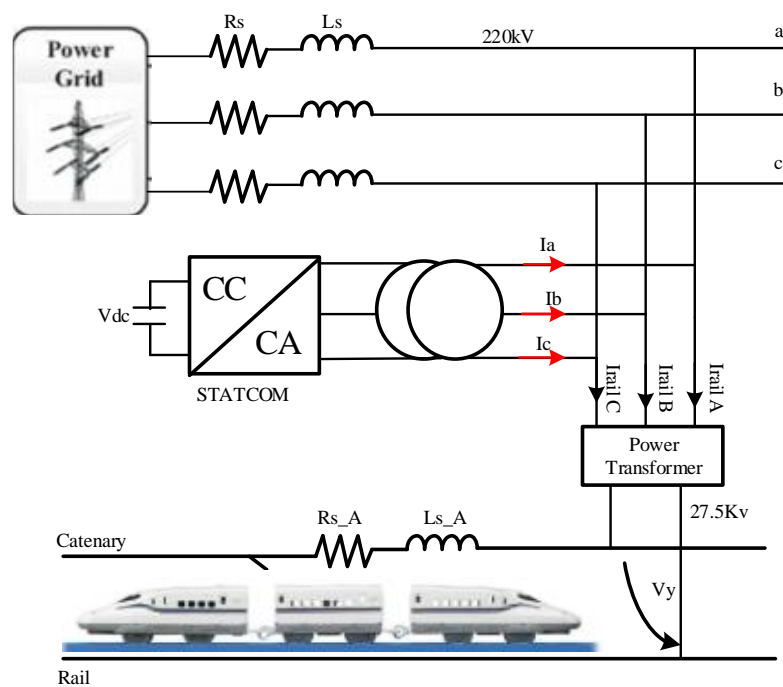 Power
Grid
Rs
Ls
220kV
a
b
c
Vdc
CC
CA
STATCOM
Ia
Ib
Ic
Irail C
Irail B
Irail A
Power
Transformer
27.5Kv
Catenary
Rs_A
Ls_A
Vy
Rail